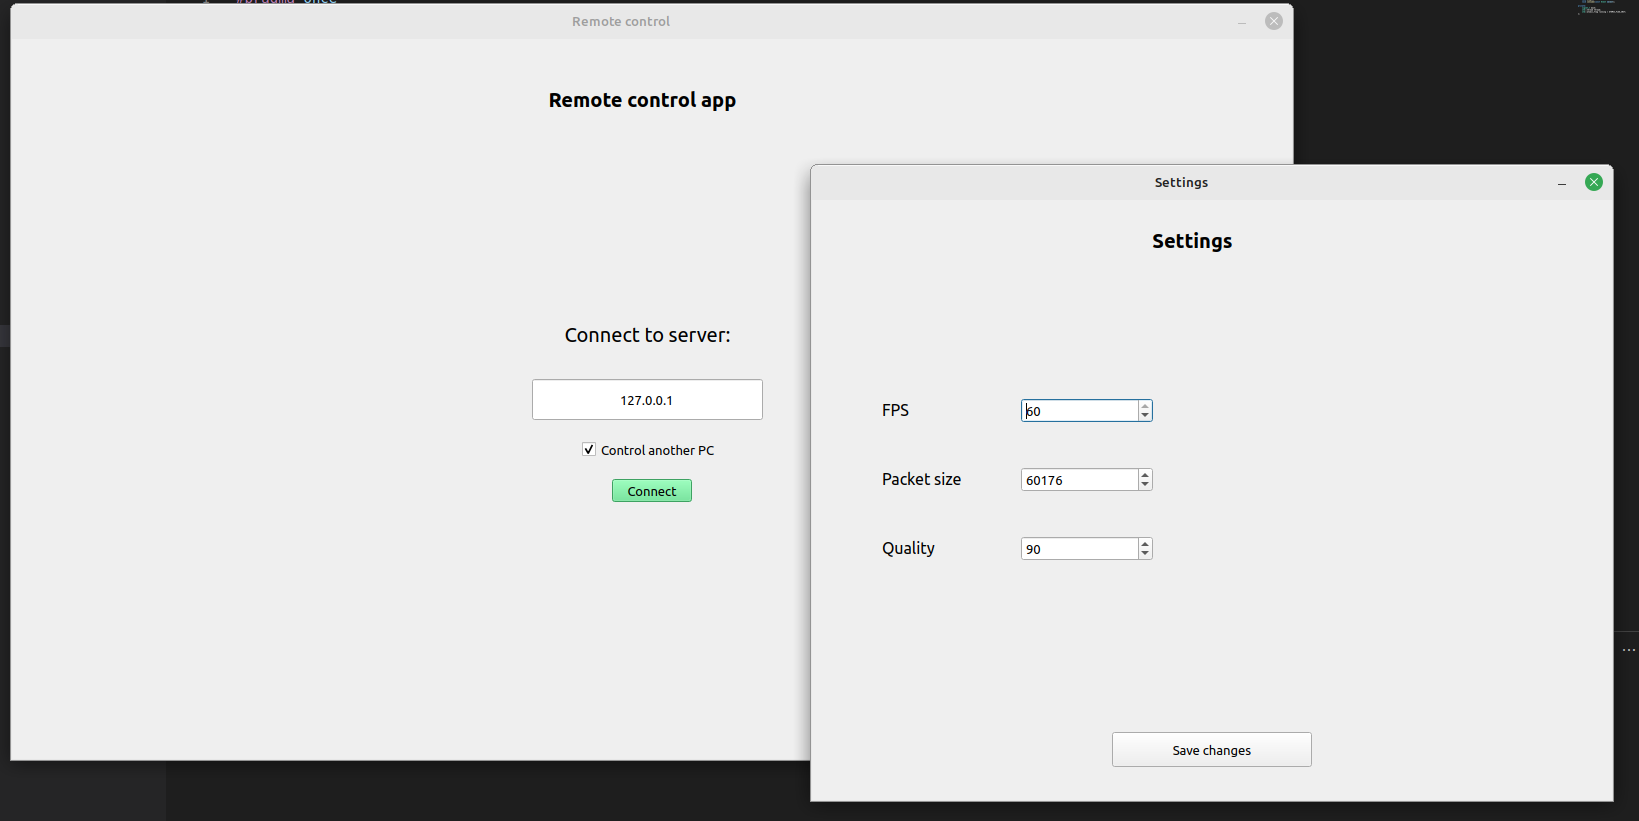 Remote control
Remote control app
Connect to server:
127.0.0.1
Control another PC
Connect
Settings
Settings
FPS
60
Packet size
60176
Quality
90
Save changes